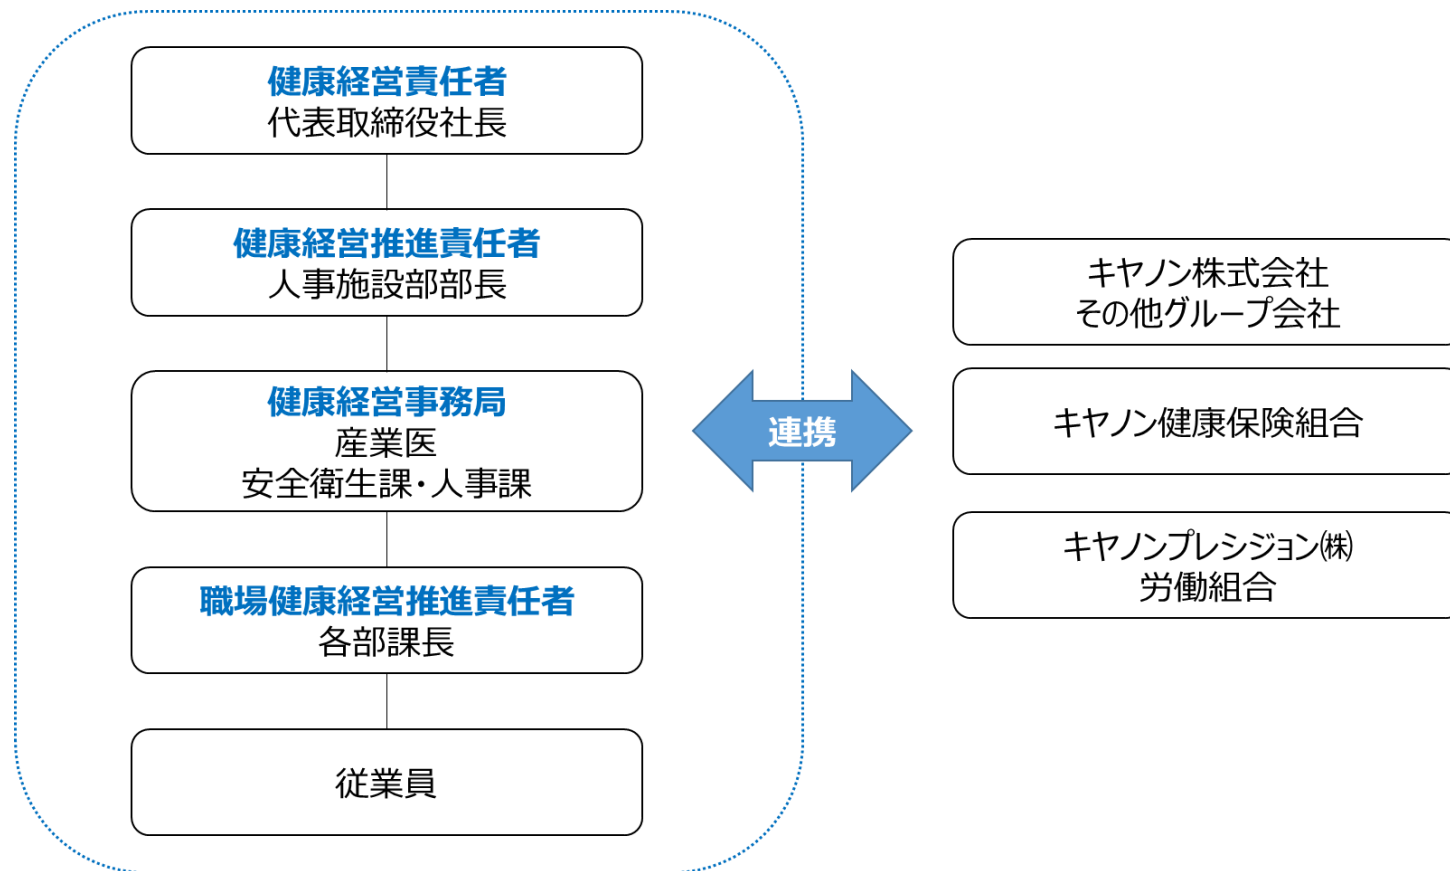 健康経営責任者
代表取締役社長
健康経営推進責任者
人事施設部部長
健康経営事務局
産業医
安全衛生課・人事課
職場健康経営推進責任者
各部課長
従業員
連携
キヤノン株式会社
その他グループ会社
キヤノン健康保険組合
キヤノンプレシジョン㈱
労働組合